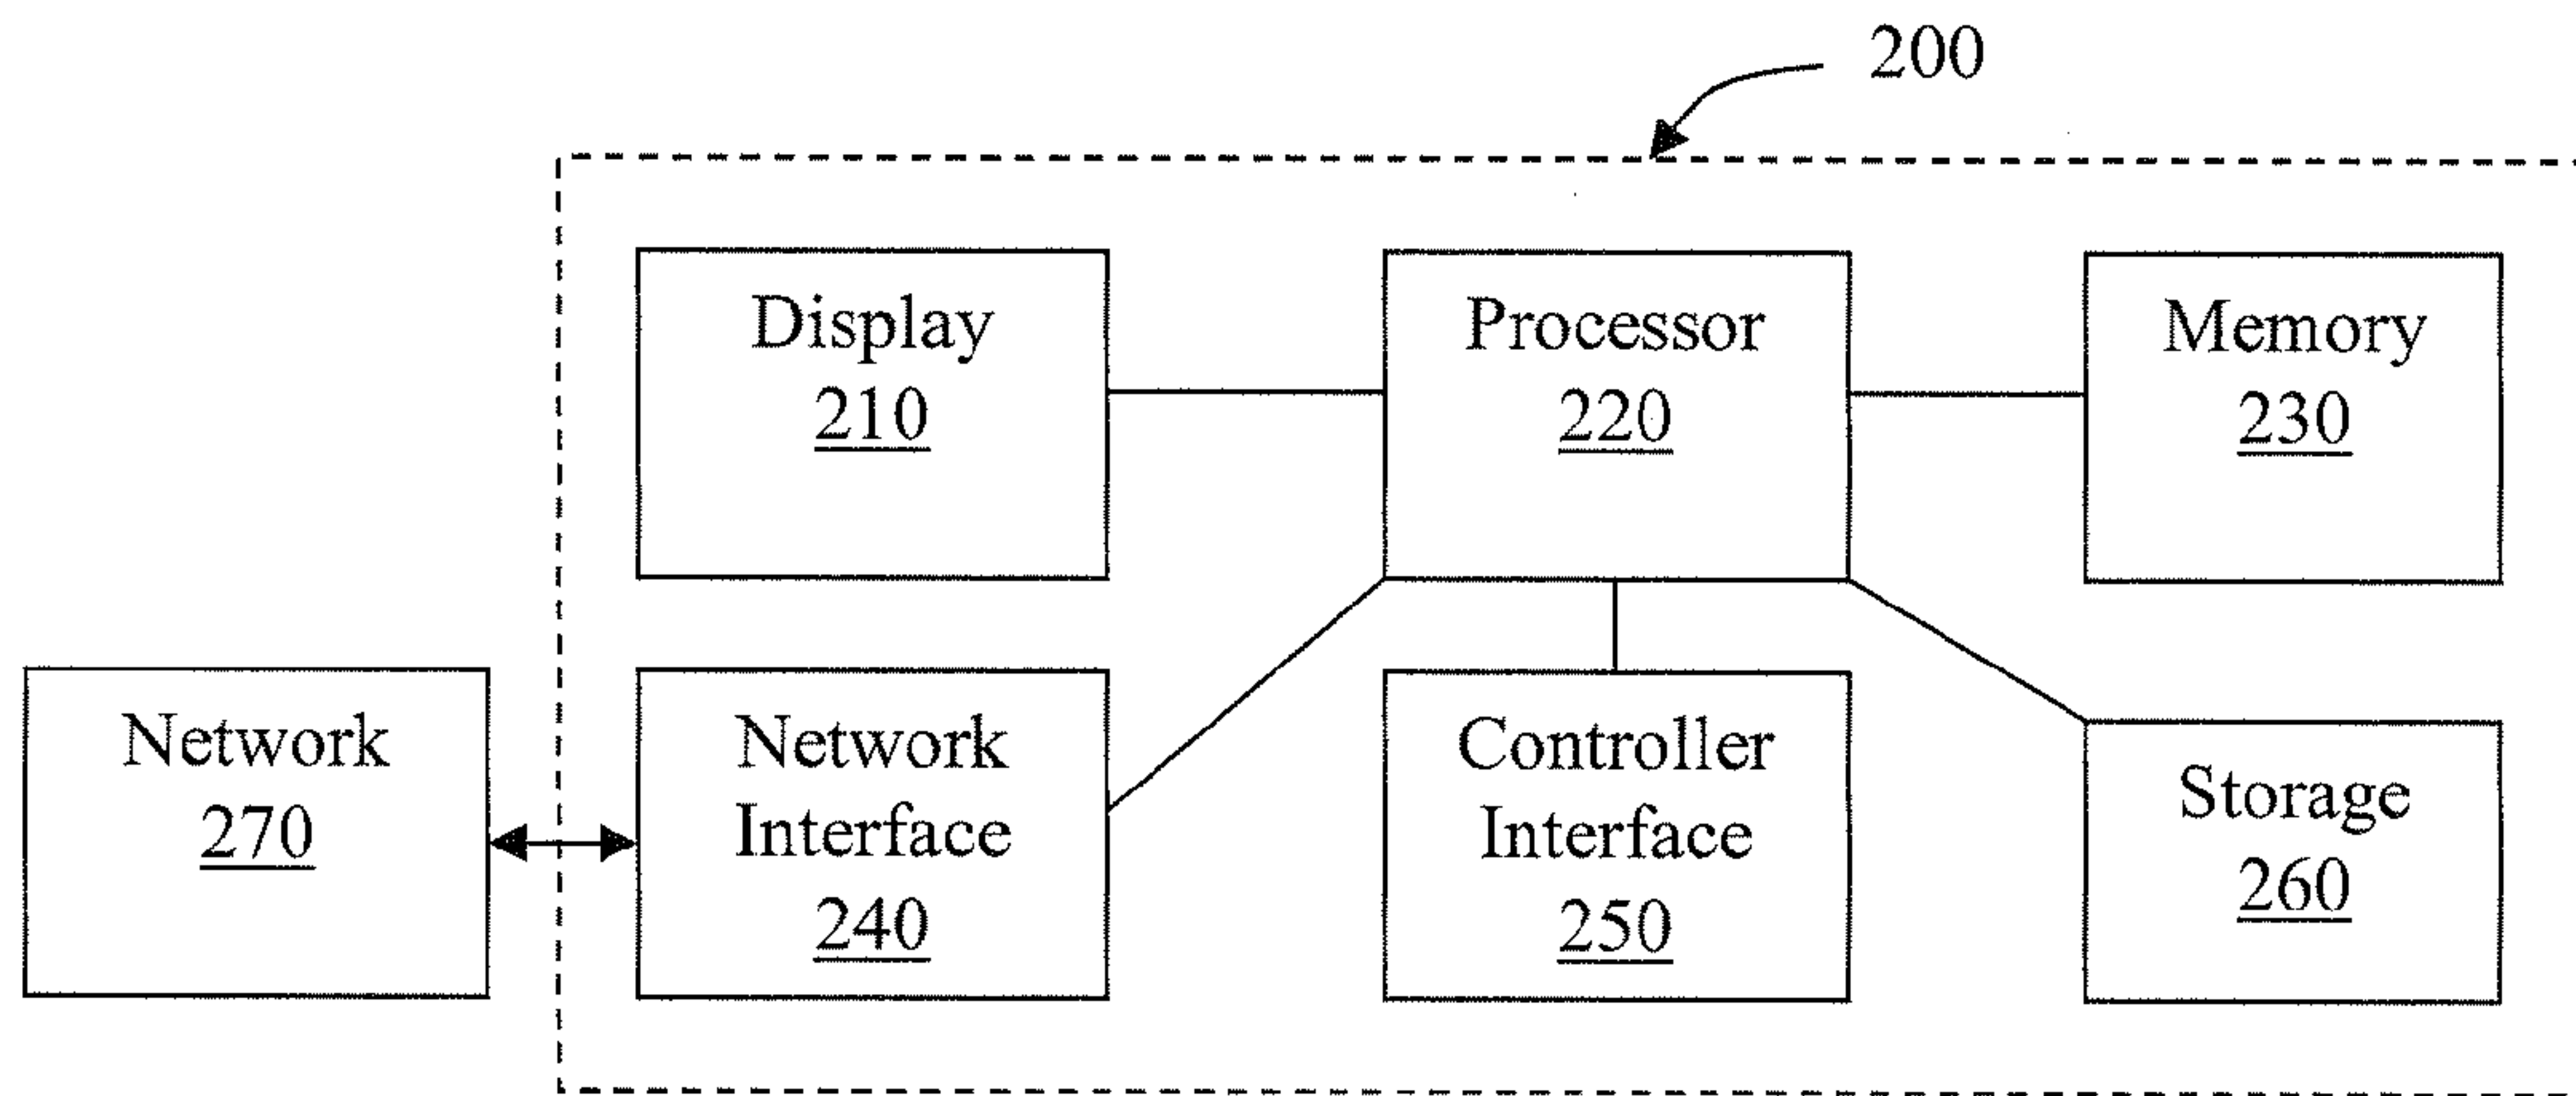 200
Display
210
Processor
220
Memory
230
Network
270
Network
Interface
240
Controller
Interface
250
Storage
260